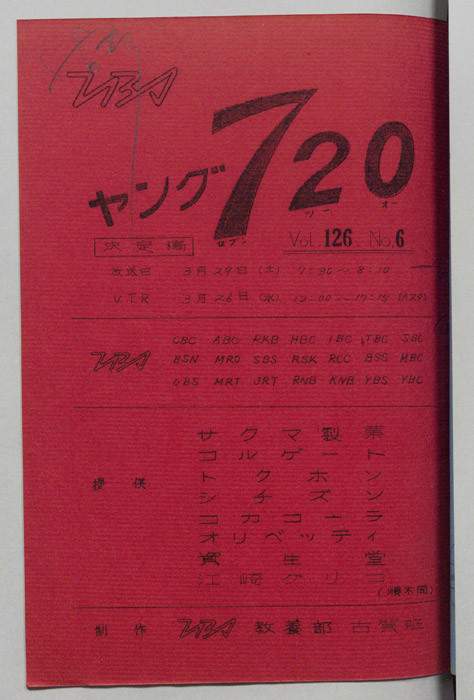 TBS
ヤング720
セブン ツー オー
決定稿 Vol. 126. No. 6
放送日 3月29日(土) 7:30〜8:10
V.T.R 3月26日(水)
CBC ABC RKB HBC IBC TBC SBC
TBS BSN MRO SBS RSK RCC BSS MBC
OBS MRT JRT RNB KNB YBS YBC
サクマ製菓
コルゲート
トクホン
提供 シチズン
コカコーラ
オリベッティ
資生堂
江崎グリコ
(順不同)
制作 TBS 教養部 古賀班